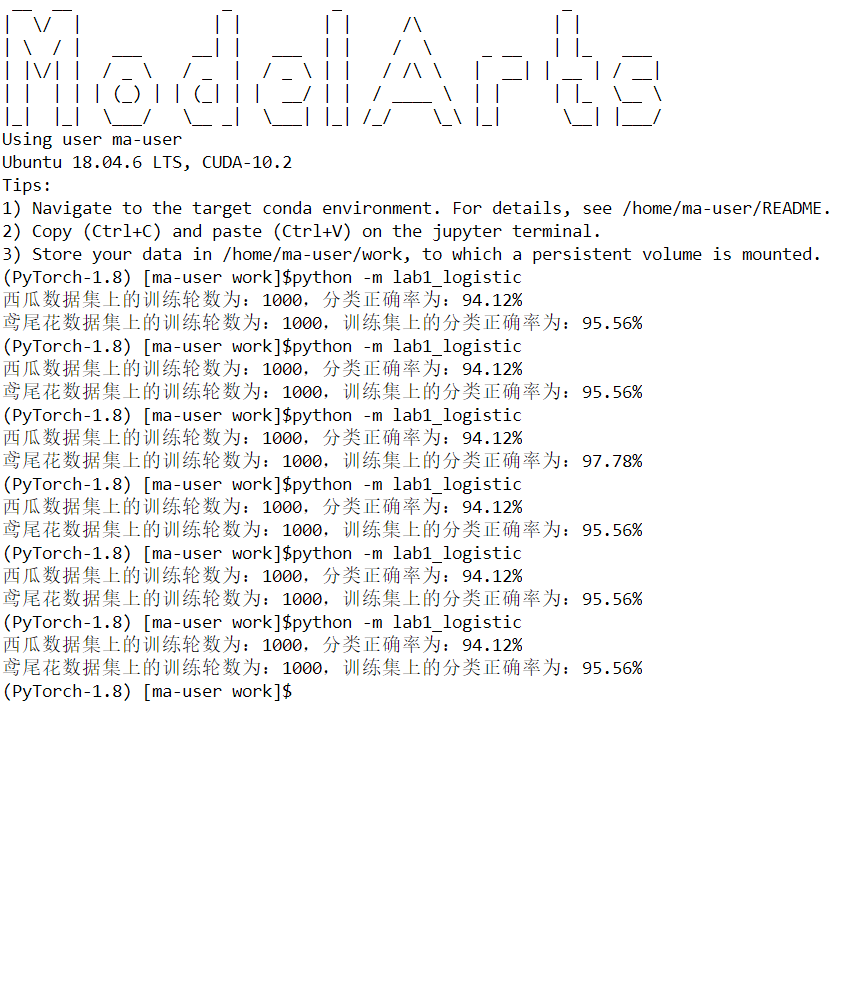 ModelArts
Using user ma-user
Ubuntu 18.04.6 LTS, CUDA-10.2
Tips:
1) Navigate to the target conda environment. For details, see /home/ma-user/README.
2) Copy (Ctrl+C) and paste (Ctrl+V) on the jupyter terminal.
3) Store your data in /home/ma-user/work, to which a persistent volume is mounted.
(PyTorch-1.8) [ma-user work]$python -m lab1_logistic
西瓜数据集上的训练轮数为：1000，分类正确率为：94.12%
鸢尾花数据集上的训练轮数为：1000，训练集上的分类正确率为：95.56%
(PyTorch-1.8) [ma-user work]$python -m lab1_logistic
西瓜数据集上的训练轮数为：1000，分类正确率为：94.12%
鸢尾花数据集上的训练轮数为：1000，训练集上的分类正确率为：95.56%
(PyTorch-1.8) [ma-user work]$python -m lab1_logistic
西瓜数据集上的训练轮数为：1000，分类正确率为：94.12%
鸢尾花数据集上的训练轮数为：1000，训练集上的分类正确率为：97.78%
(PyTorch-1.8) [ma-user work]$python -m lab1_logistic
西瓜数据集上的训练轮数为：1000，分类正确率为：94.12%
鸢尾花数据集上的训练轮数为：1000，训练集上的分类正确率为：95.56%
(PyTorch-1.8) [ma-user work]$python -m lab1_logistic
西瓜数据集上的训练轮数为：1000，分类正确率为：94.12%
鸢尾花数据集上的训练轮数为：1000，训练集上的分类正确率为：95.56%
(PyTorch-1.8) [ma-user work]$python -m lab1_logistic
西瓜数据集上的训练轮数为：1000，分类正确率为：94.12%
鸢尾花数据集上的训练轮数为：1000，训练集上的分类正确率为：95.56%
(PyTorch-1.8) [ma-user work]$